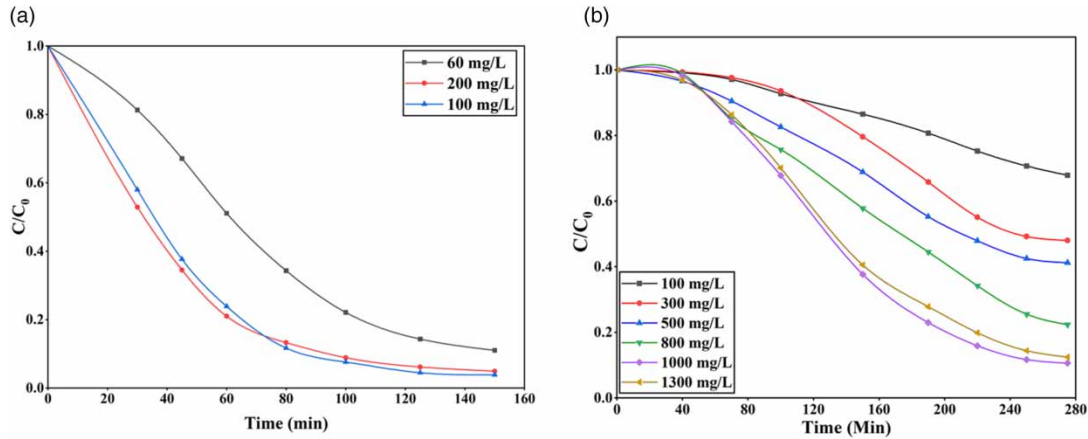 (a)
1.0
0.8
0.6
0.4
0.2
0.0
C/C0
60 mg/L
200 mg/L
100 mg/L
0 20 40 60 80 100 120 140 160
Time (min)
(b)
1.0
0.8
0.6
0.4
0.2
0.0
C/C0
100 mg/L
300 mg/L
500 mg/L
800 mg/L
1000 mg/L
1300 mg/L
0 40 80 120 160 200 240 280
Time (Min)